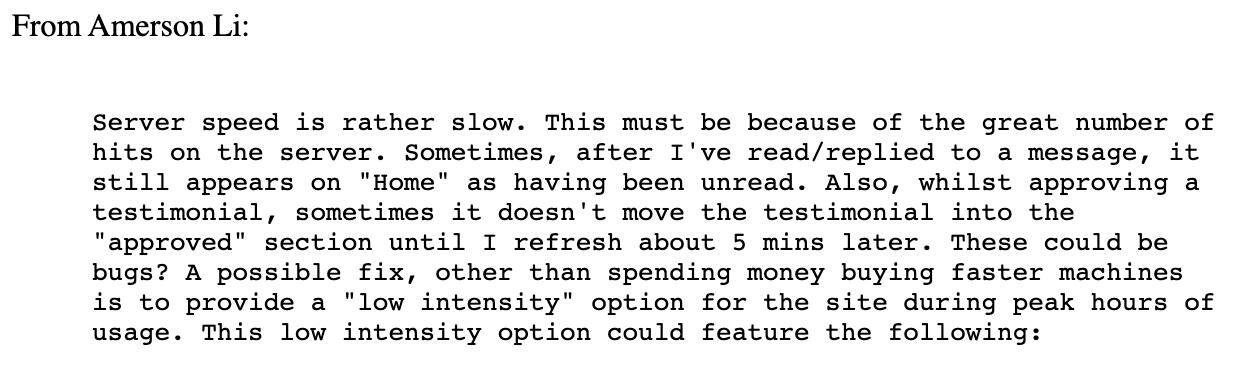 From Amerson Li:
Server speed is rather slow. This must be because of the great number of
hits on the server. Sometimes, after I've read/replied to a message, it
still appears on "Home" as having been unread. Also, whilst approving a
testimonial, sometimes it doesn't move the testimonial into the
"approved" section until I refresh about 5 mins later. These could be
bugs? A possible fix, other than spending money buying faster machines
is to provide a "low intensity" option for the site during peak hours of
usage. This low intensity option could feature the following: